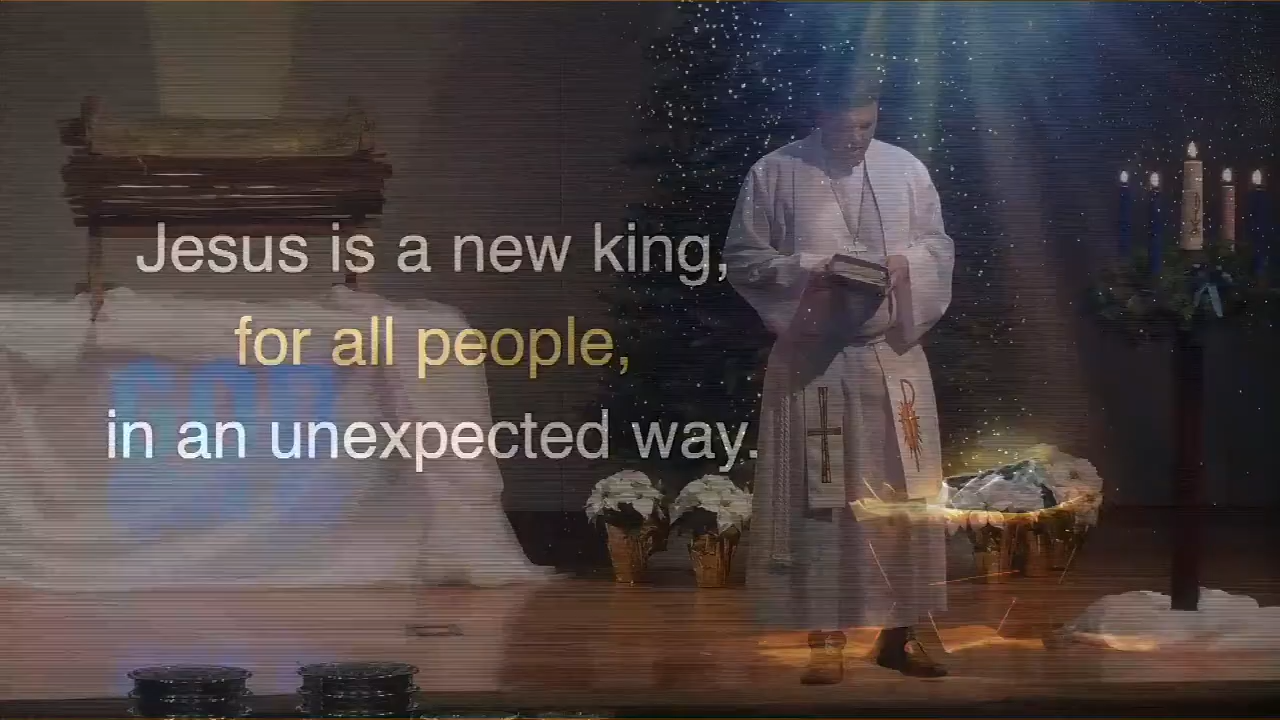 Jesus is a new king,
for all people,
in an unexpected way.